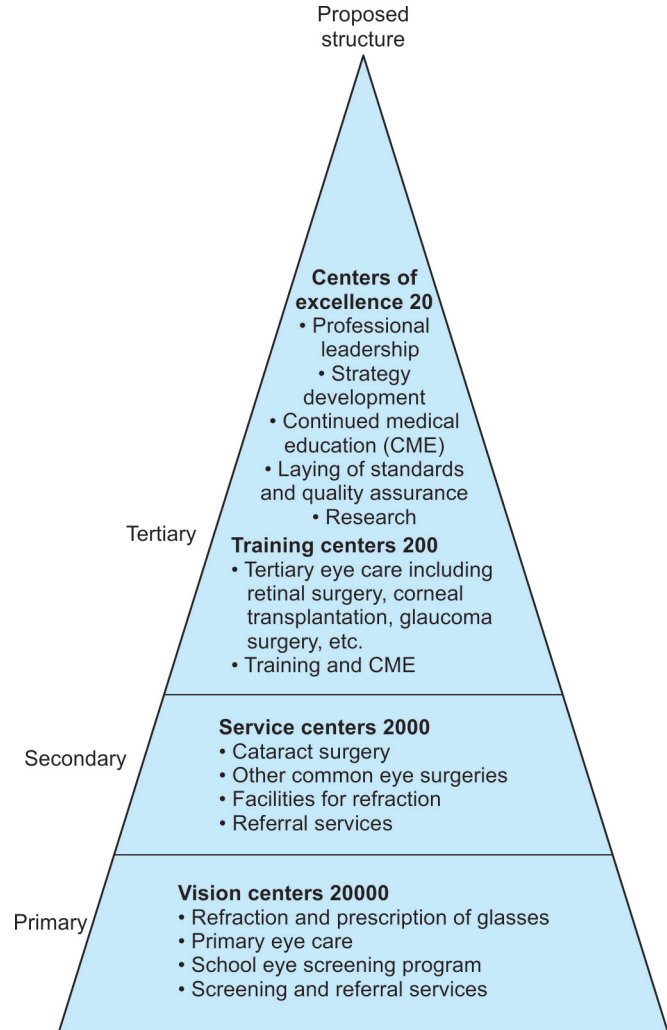 Proposed
structure
Centers of
excellence 20
• Professional
leadership
• Strategy
development
• Continued medical
education (CME)
• Laying of standards
and quality assurance
• Research
Tertiary
Training centers 200
• Tertiary eye care including
retinal surgery, corneal
transplantation, glaucoma
surgery, etc.
• Training and CME
Secondary
Service centers 2000
• Cataract surgery
• Other common eye surgeries
• Facilities for refraction
• Referral services
Primary
Vision centers 20000
• Refraction and prescription of glasses
• Primary eye care
• School eye screening program
• Screening and referral services